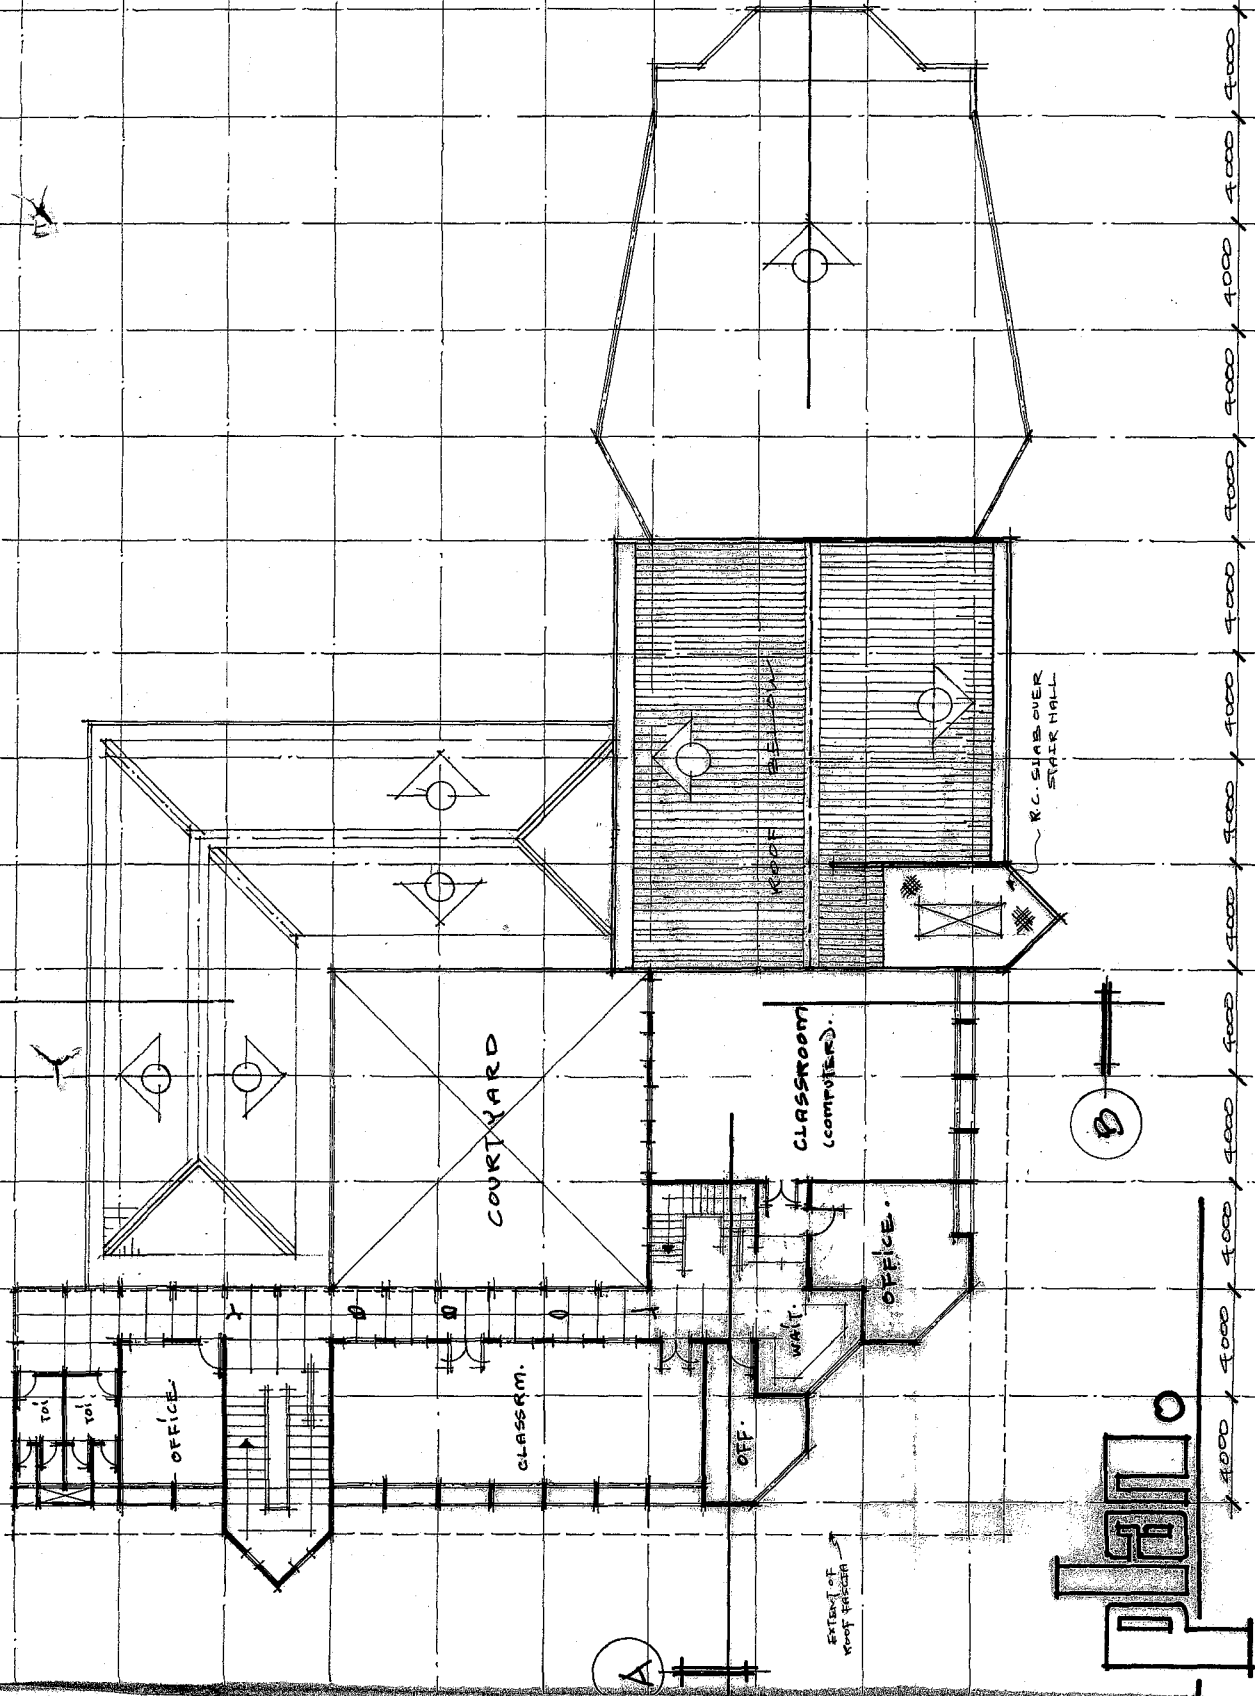 4000 4000 4000 4000 4000 4000 4000 4000 4000 4000 4000 4000 4000 4000
ROOF BELOW
R.C. SLAB OVER
STAIR HALL
COURTYARD
CLASSROOM
(COMPUTER).
B
OFFICE.
WAIT.
TOI
TOI
OFFICE.
CLASSRM.
OFF.
EXTENT OF
ROOF FASCIA
A
Plan